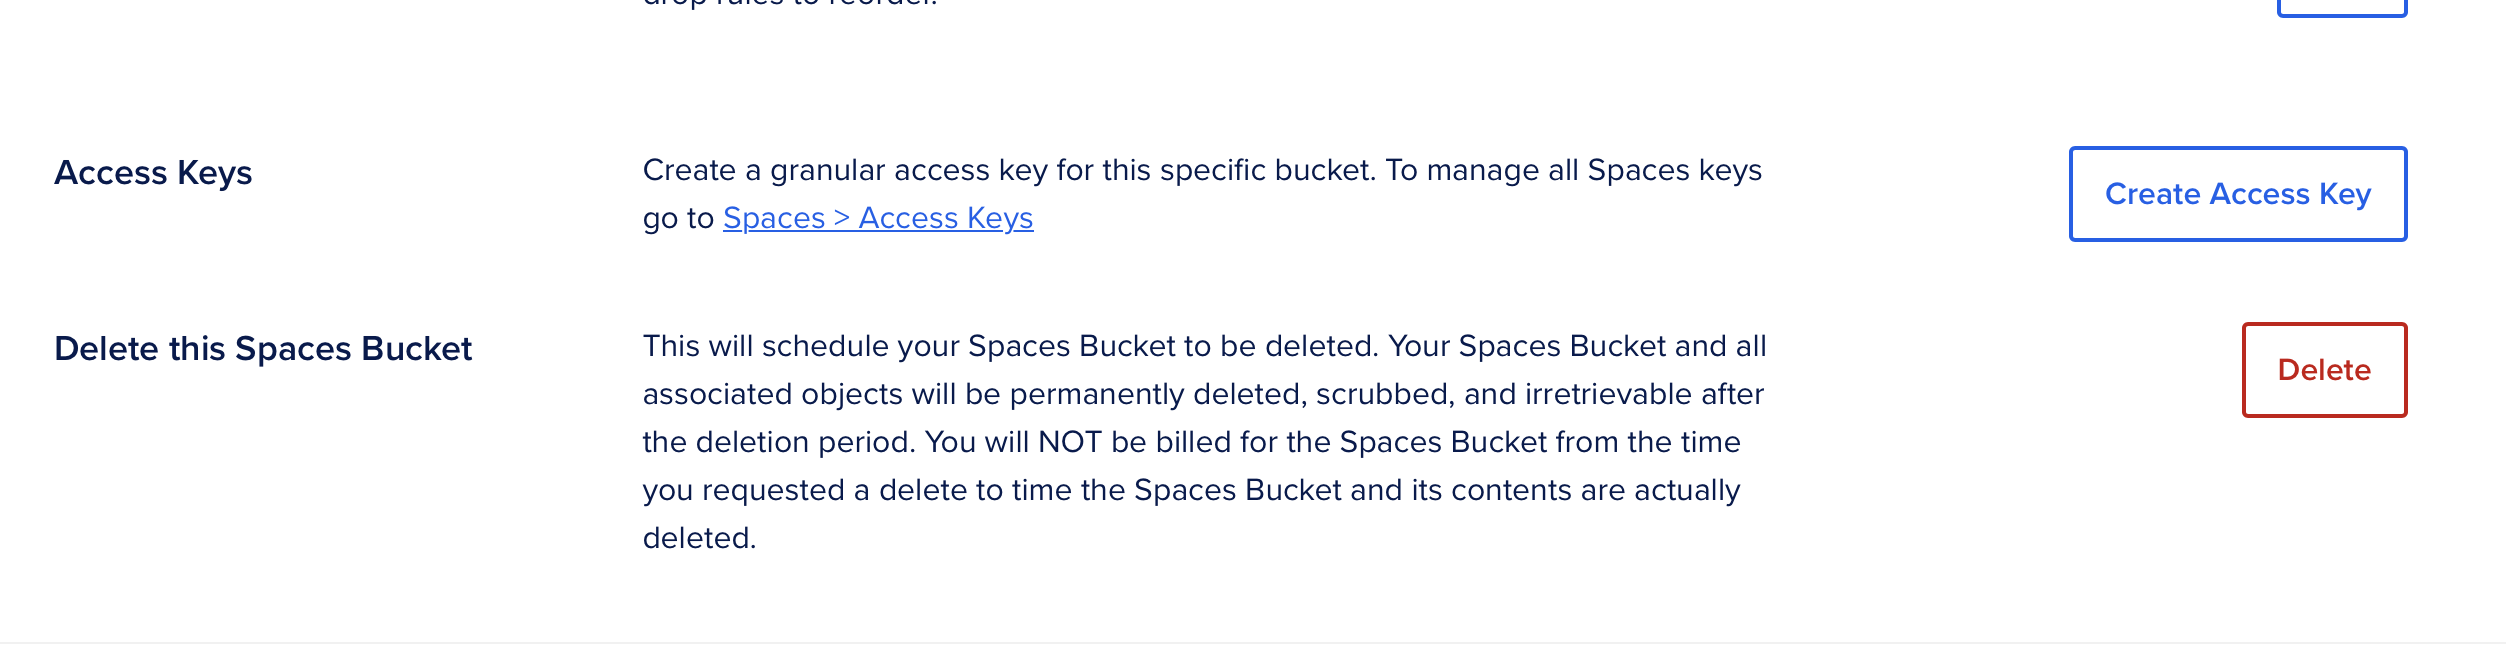 drop rules to reorder.
Access Keys
Create a granular access key for this specific bucket. To manage all Spaces keys
go to Spaces > Access Keys
Create Access Key
Delete this Spaces Bucket
This will schedule your Spaces Bucket to be deleted. Your Spaces Bucket and all
associated objects will be permanently deleted, scrubbed, and irretrievable after
the deletion period. You will NOT be billed for the Spaces Bucket from the time
you requested a delete to time the Spaces Bucket and its contents are actually
deleted.
Delete